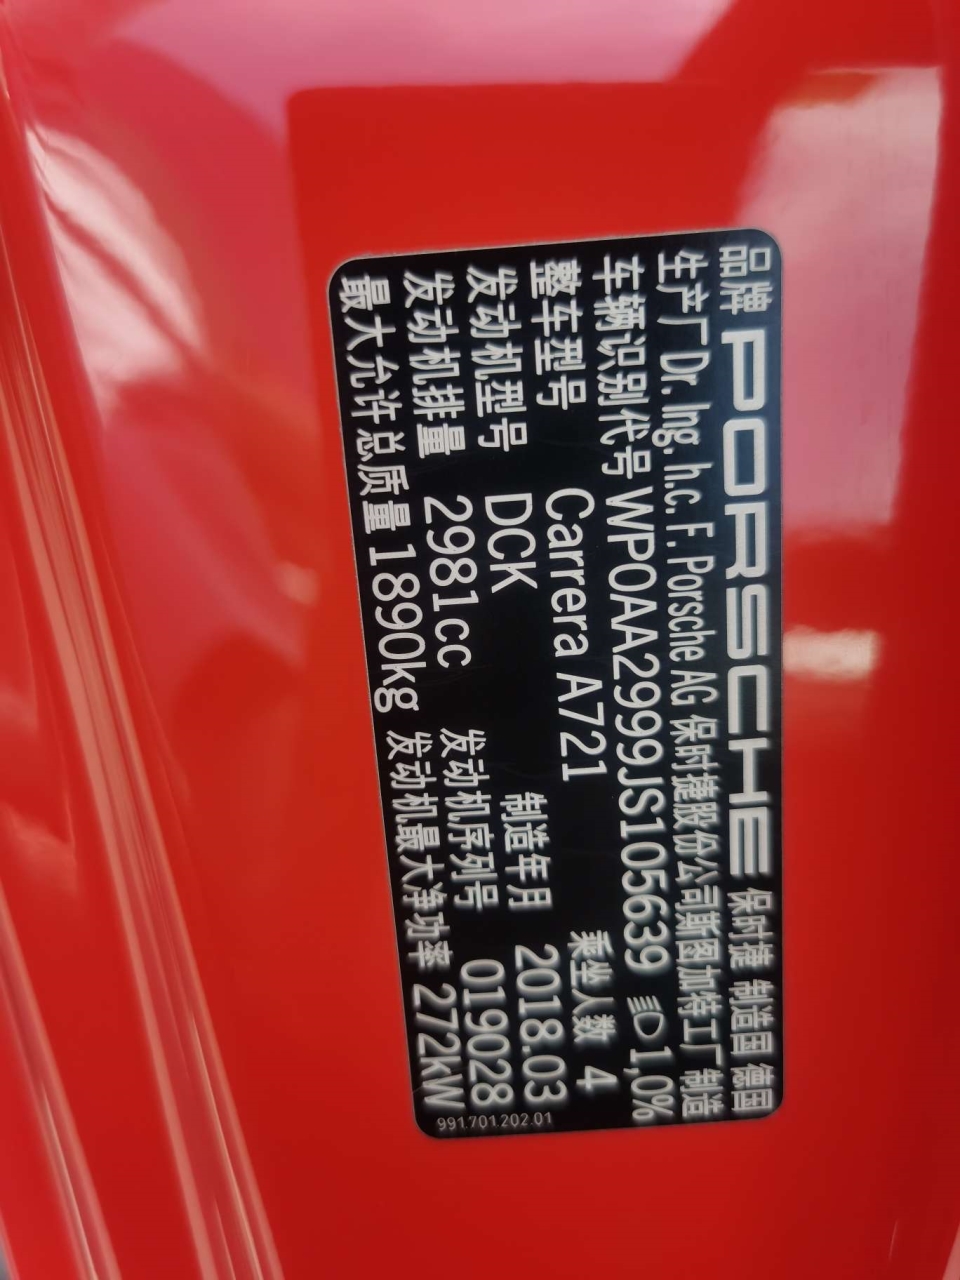 品牌 PORSCHE 保时捷 制造国 德国
生产厂 Dr. Ing. h.c. F. Porsche AG 保时捷股份公司斯图加特工厂制造
车辆识别代号 WP0AA2999JS105639 1,0%
整车型号 Carrera A721 乘坐人数 4
发动机型号 DCK 制造年月 2018.03
发动机排量 2981cc 发动机序列号 019028
最大允许总质量 1890kg 发动机最大净功率 272kW
991.701.202.01